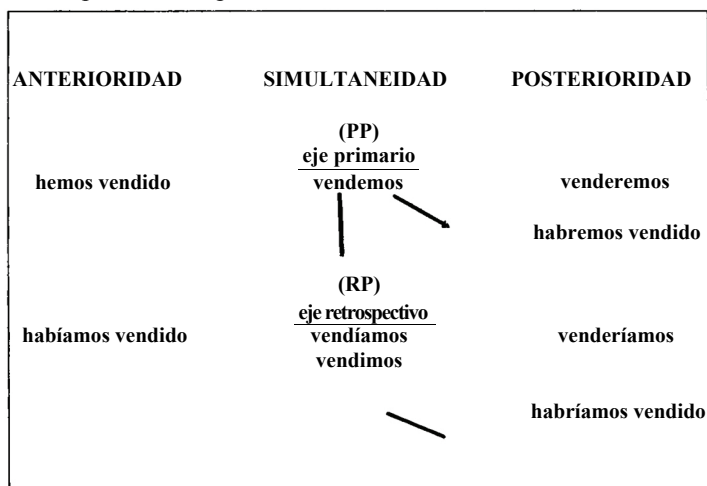 ANTERIORIDAD SIMULTANEIDAD POSTERIORIDAD
(PP)
eje primario
hemos vendido vendemos venderemos
habremos vendido
(RP)
eje retrospectivo
habíamos vendido vendíamos venderíamos
vendimos
habríamos vendido